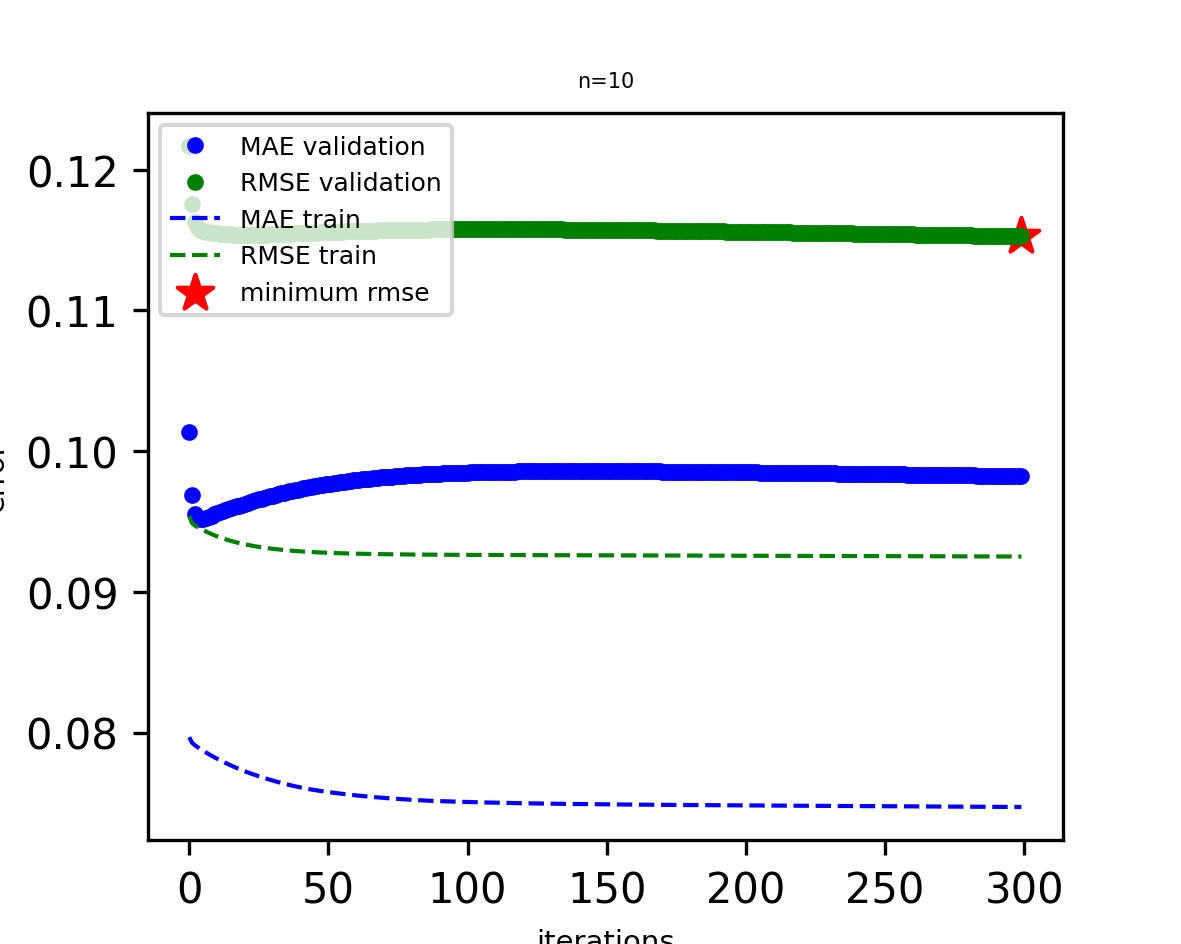 n=10
MAE validation
RMSE validation
MAE train
RMSE train
minimum rmse
0.12
0.11
0.10
0.09
0.08
0
50
100
150
200
250
300
iterations